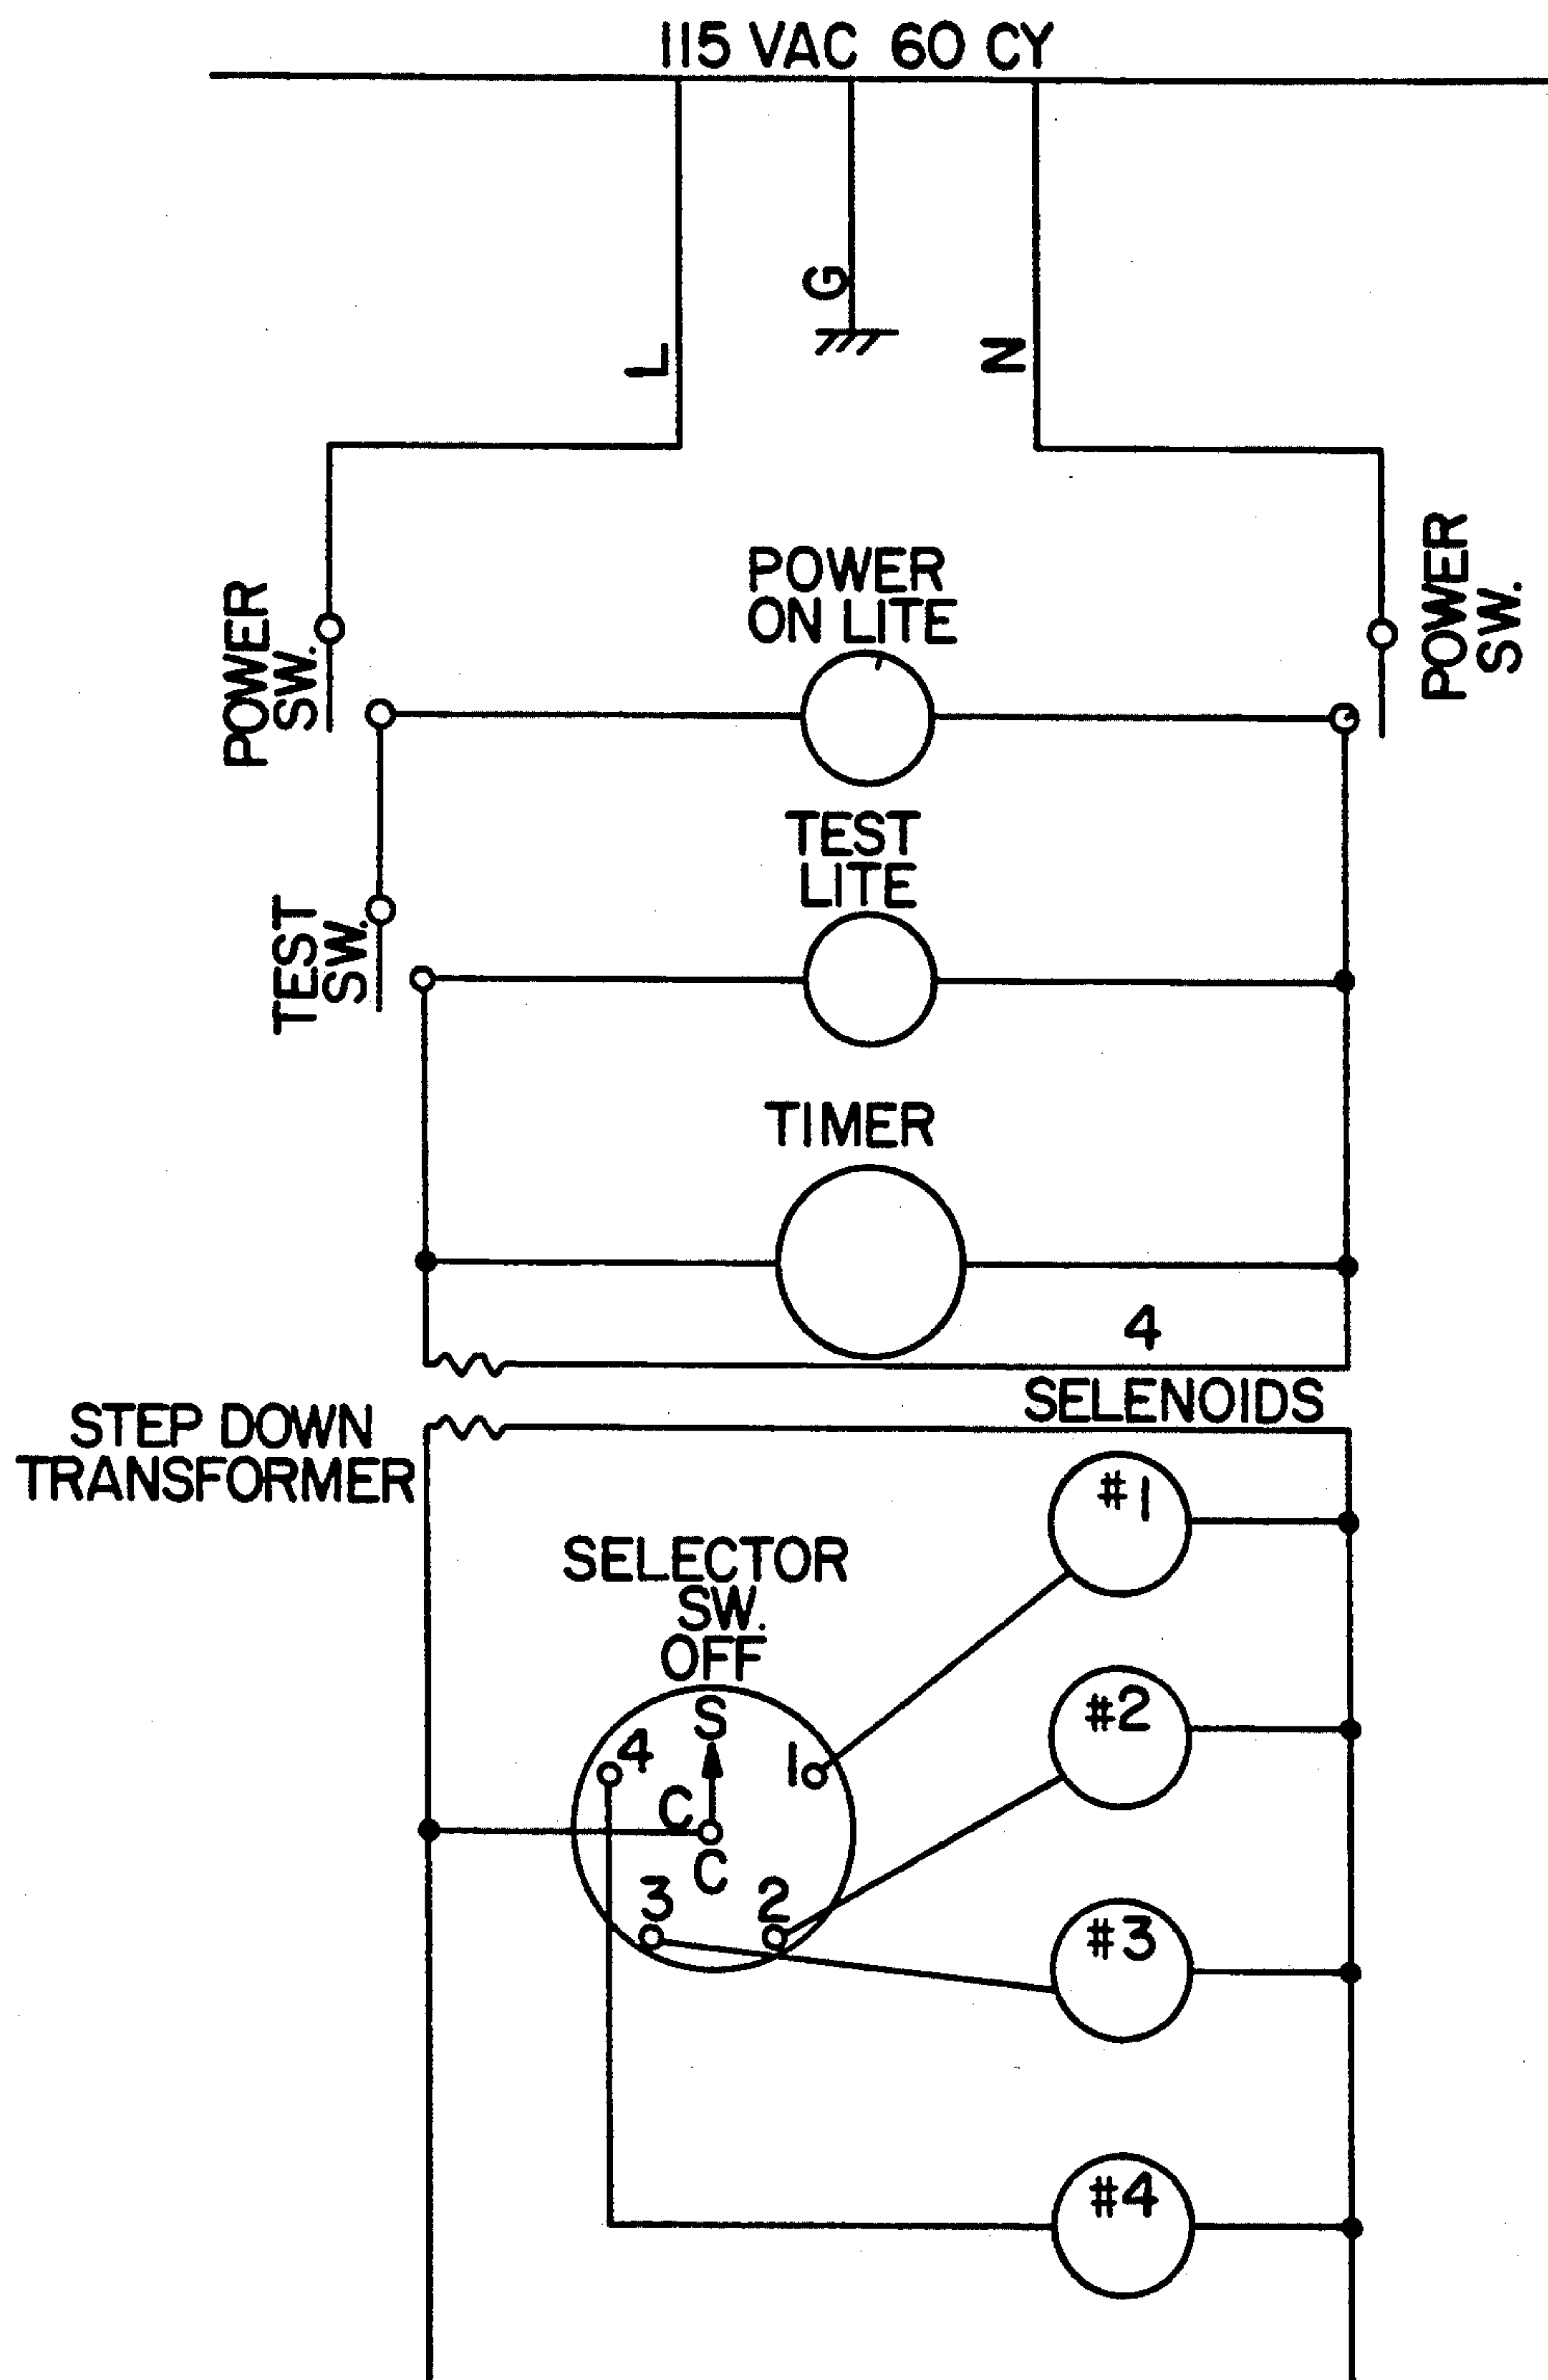 115 VAC 60 CY
L
G
N
POWER
SW.
POWER
ON LITE
POWER
SW.
TEST
LITE
TEST
SW.
TIMER
4
SELENOIDS
STEP DOWN
TRANSFORMER
SELECTOR
SW.
OFF
S
4
1
C
C
3
2
#1
#2
#3
#4